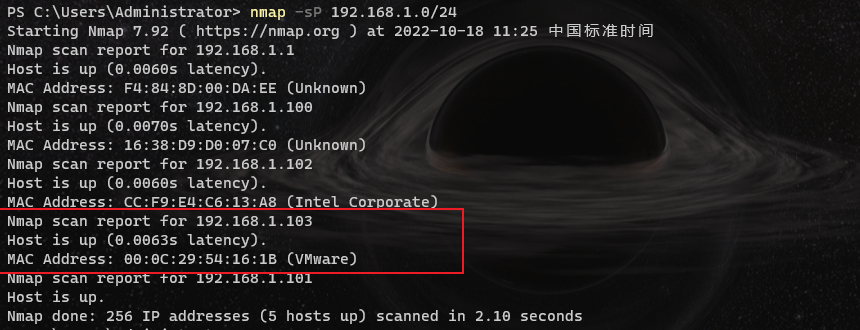 PS C:\Users\Administrator> nmap -sP 192.168.1.0/24
Starting Nmap 7.92 ( https://nmap.org ) at 2022-10-18 11:25 中国标准时间
Nmap scan report for 192.168.1.1
Host is up (0.0060s latency).
MAC Address: F4:84:8D:00:DA:EE (Unknown)
Nmap scan report for 192.168.1.100
Host is up (0.0070s latency).
MAC Address: 16:38:D9:D0:07:C0 (Unknown)
Nmap scan report for 192.168.1.102
Host is up (0.0060s latency).
MAC Address: CC:F9:E4:C6:13:A8 (Intel Corporate)
Nmap scan report for 192.168.1.103
Host is up (0.0063s latency).
MAC Address: 00:0C:29:54:16:1B (VMware)
Nmap scan report for 192.168.1.101
Host is up.
Nmap done: 256 IP addresses (5 hosts up) scanned in 2.10 seconds